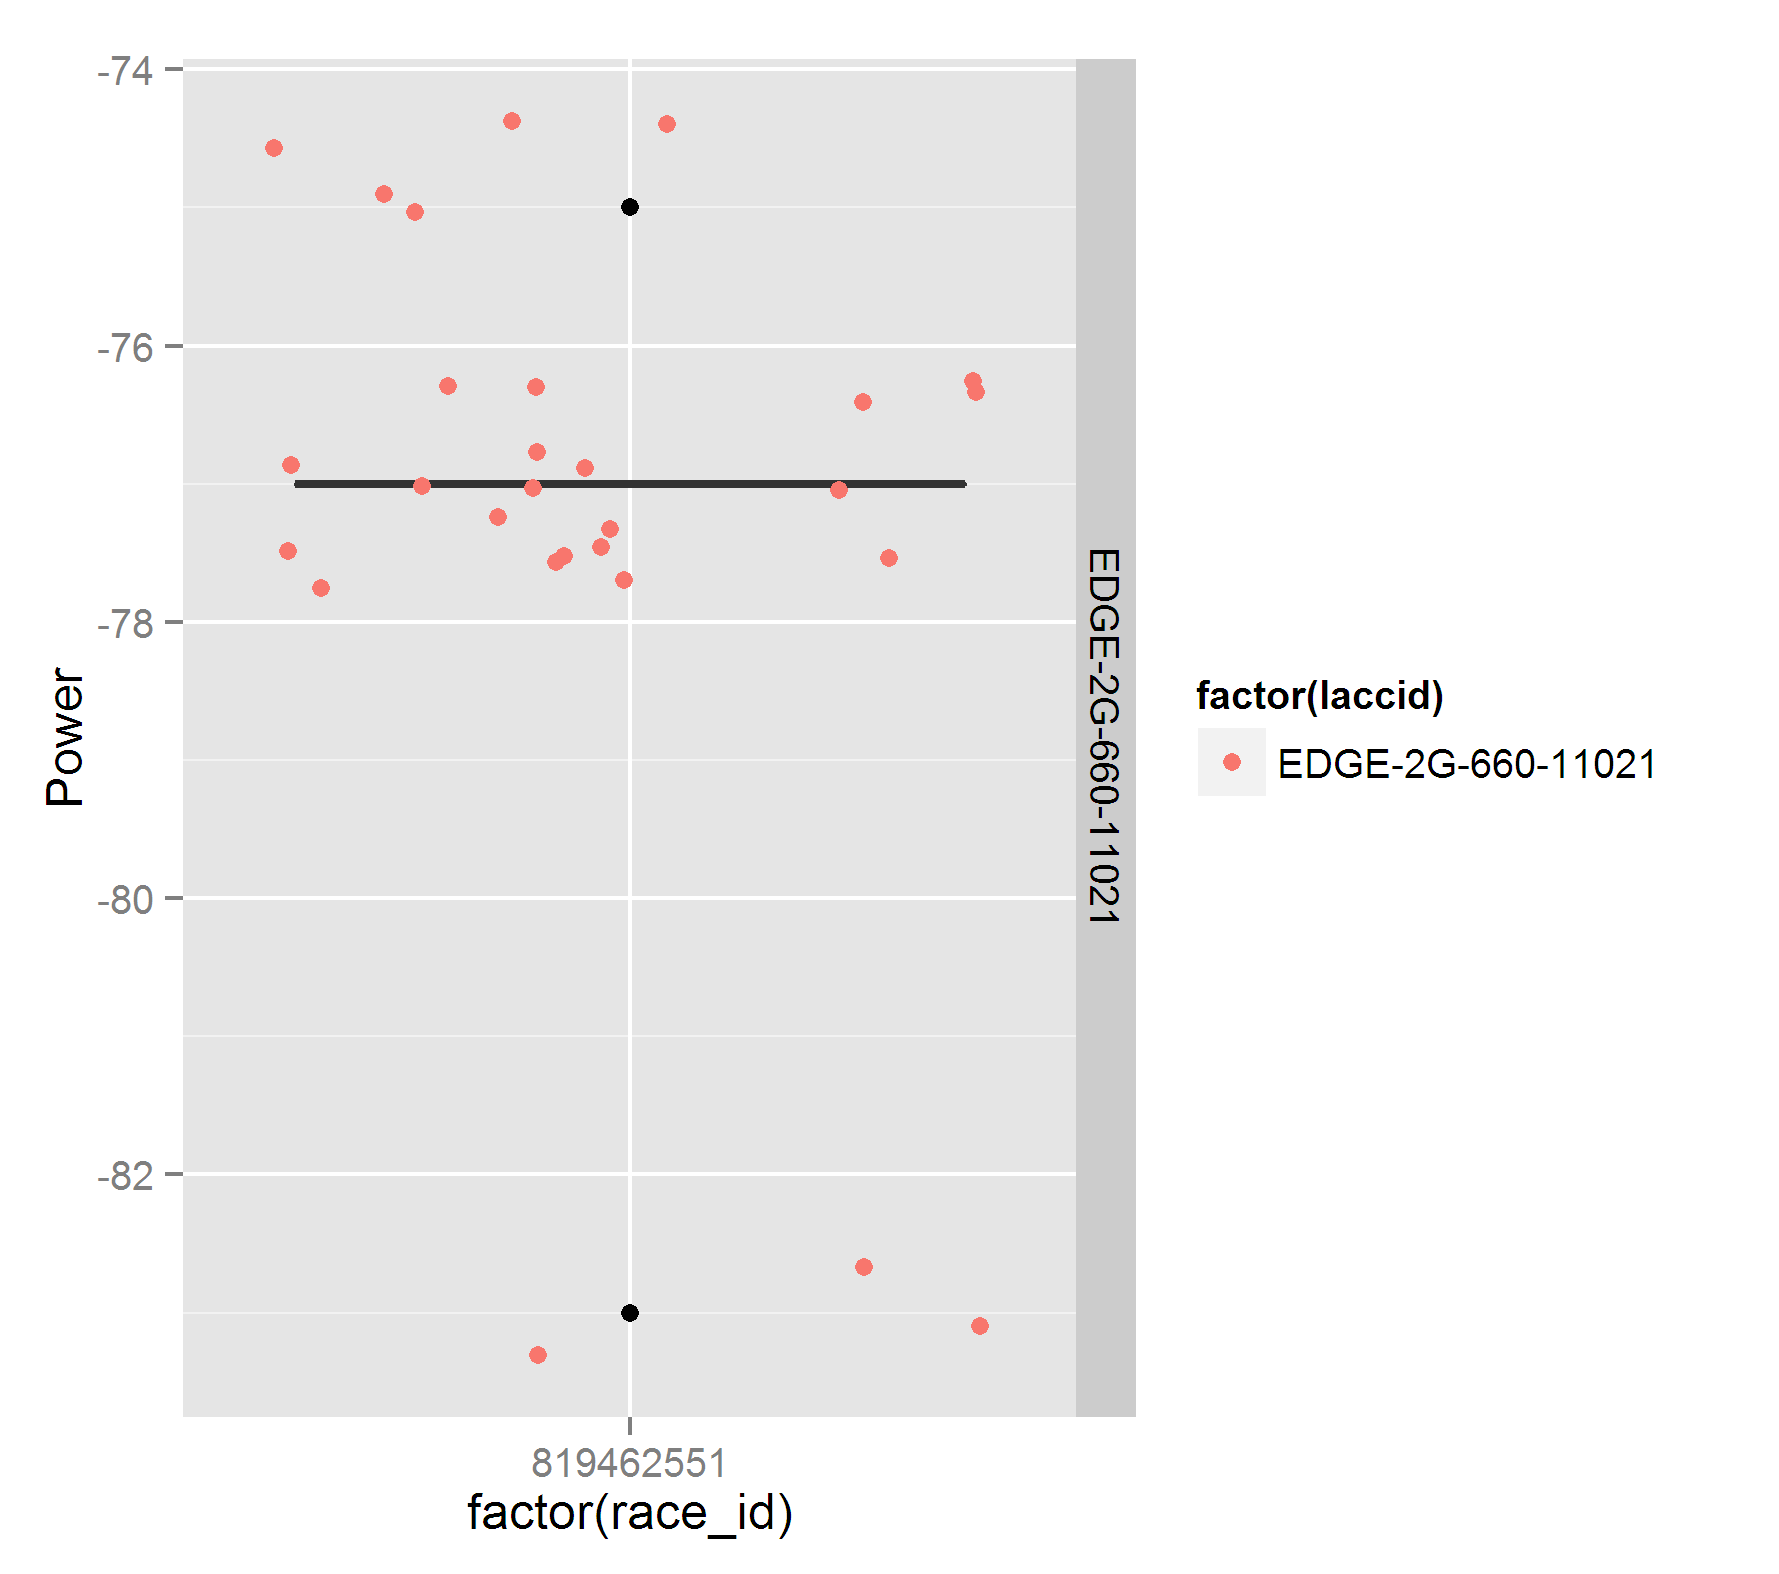 -74
-76
-78
-80
-82
Power
819462551
factor(race_id)
EDGE-2G-660-11021
factor(laccid)
EDGE-2G-660-11021